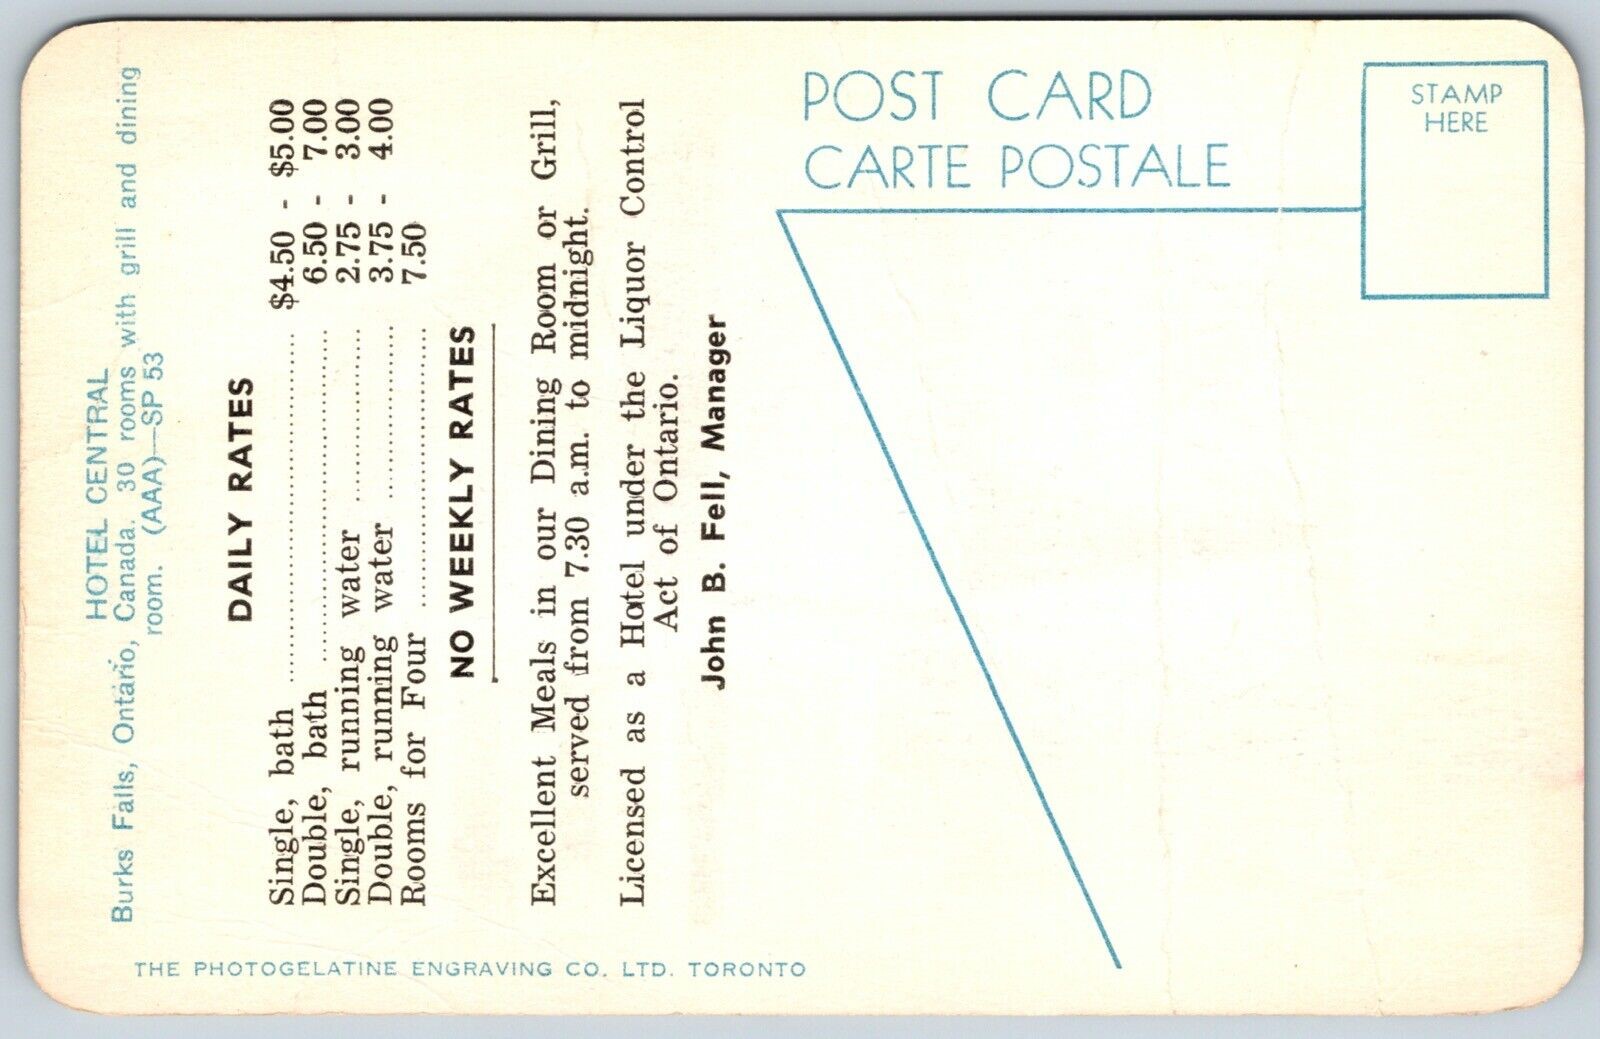 HOTEL CENTRAL
Burks Falls, Ontario, Canada. 30 rooms with grill and dining
room. (AAA)—SP 53
DAILY RATES
Single, bath ........ $4.50 - $5.00
Double, bath ........ 6.50 - 7.00
Single, running water ........ 2.75 - 3.00
Double, running water ........ 3.75 - 4.00
Rooms for Four ........ 7.50
NO WEEKLY RATES
Excellent Meals in our Dining Room or Grill,
served from 7.30 a.m. to midnight.
Licensed as a Hotel under the Liquor Control
Act of Ontario.
John B. Fell, Manager
THE PHOTOGELATINE ENGRAVING CO. LTD. TORONTO
POST CARD
CARTE POSTALE
STAMP
HERE